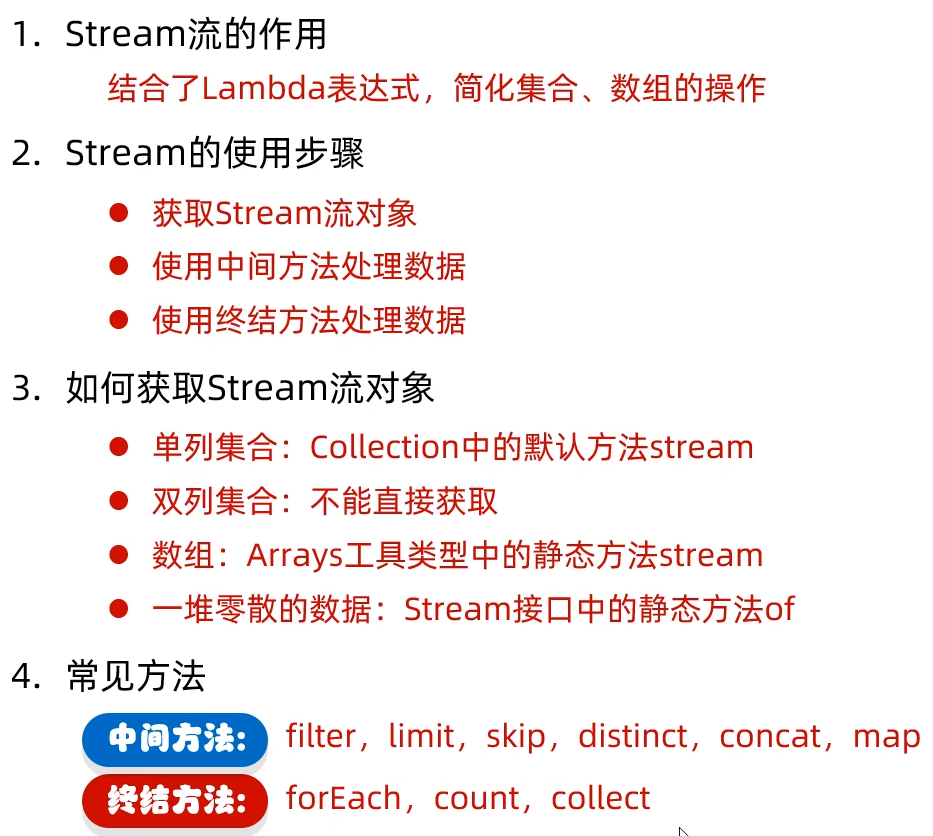 1. Stream流的作用
结合了Lambda表达式，简化集合、数组的操作
2. Stream的使用步骤
● 获取Stream流对象
● 使用中间方法处理数据
● 使用终结方法处理数据
3. 如何获取Stream流对象
● 单列集合：Collection中的默认方法stream
● 双列集合：不能直接获取
● 数组：Arrays工具类型中的静态方法stream
● 一堆零散的数据：Stream接口中的静态方法of
4. 常见方法
中间方法: filter，limit，skip，distinct，concat，map
终结方法: forEach，count，collect